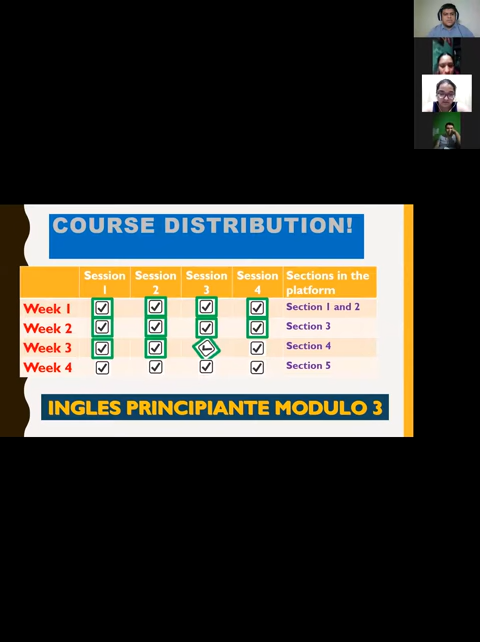 COURSE DISTRIBUTION!
Session 1 Session 2 Session 3 Session 4 Sections in the platform
Week 1 Section 1 and 2
Week 2 Section 3
Week 3 Section 4
Week 4 Section 5
INGLES PRINCIPIANTE MODULO 3